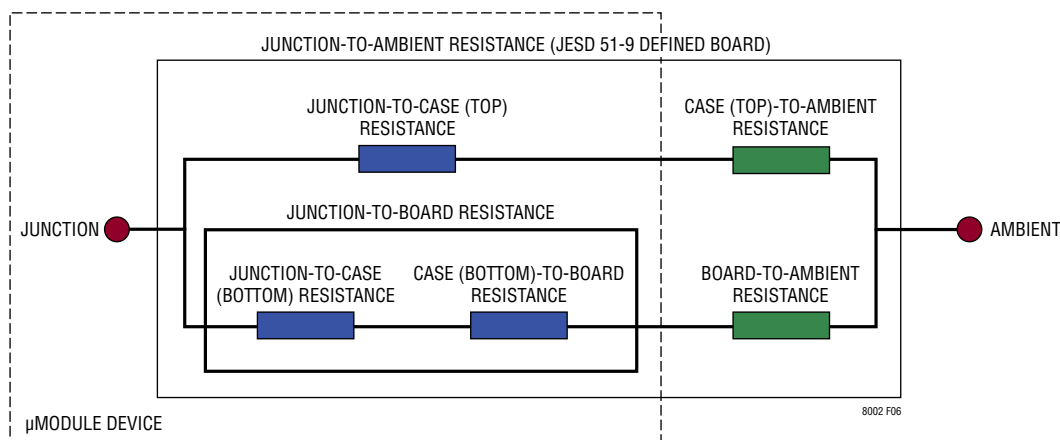 JUNCTION-TO-AMBIENT RESISTANCE (JESD 51-9 DEFINED BOARD)
JUNCTION-TO-CASE (TOP)
RESISTANCE
CASE (TOP)-TO-AMBIENT
RESISTANCE
JUNCTION-TO-BOARD RESISTANCE
JUNCTION
AMBIENT
JUNCTION-TO-CASE
(BOTTOM) RESISTANCE
CASE (BOTTOM)-TO-BOARD
RESISTANCE
BOARD-TO-AMBIENT
RESISTANCE
8002 F06
µMODULE DEVICE